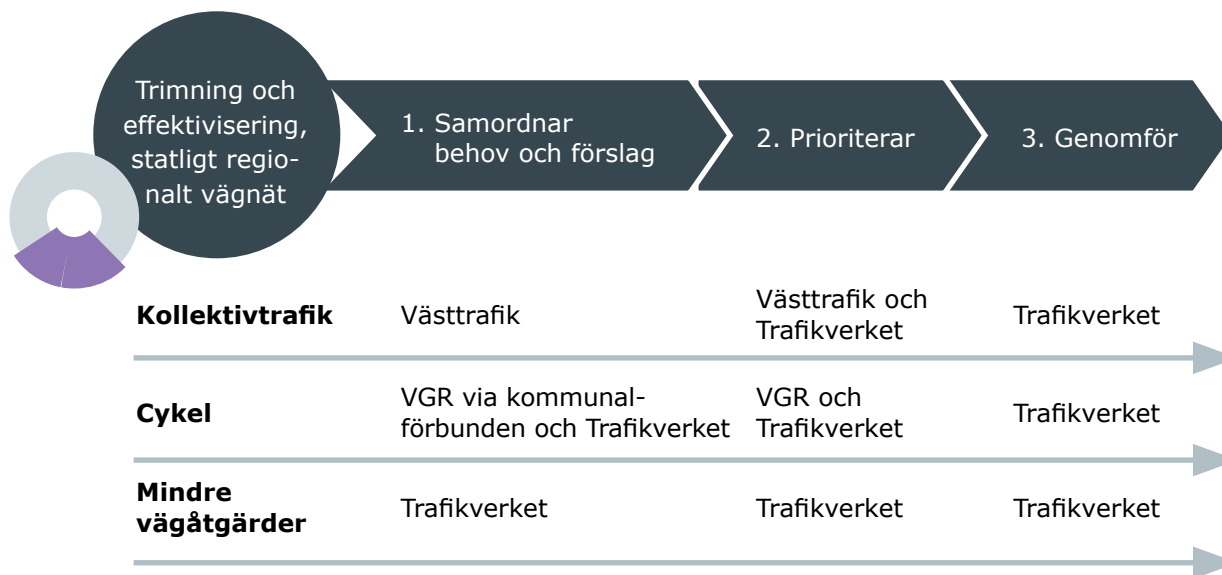 Trimning och
effektivisering,
statligt regio-
nalt vägnät
1. Samordnar
behov och förslag
2. Prioriterar
3. Genomför
Kollektivtrafik
Västtrafik
Västtrafik och
Trafikverket
Trafikverket
Cykel
VGR via kommunal-
förbunden och Trafikverket
VGR och
Trafikverket
Trafikverket
Mindre
vägåtgärder
Trafikverket
Trafikverket
Trafikverket